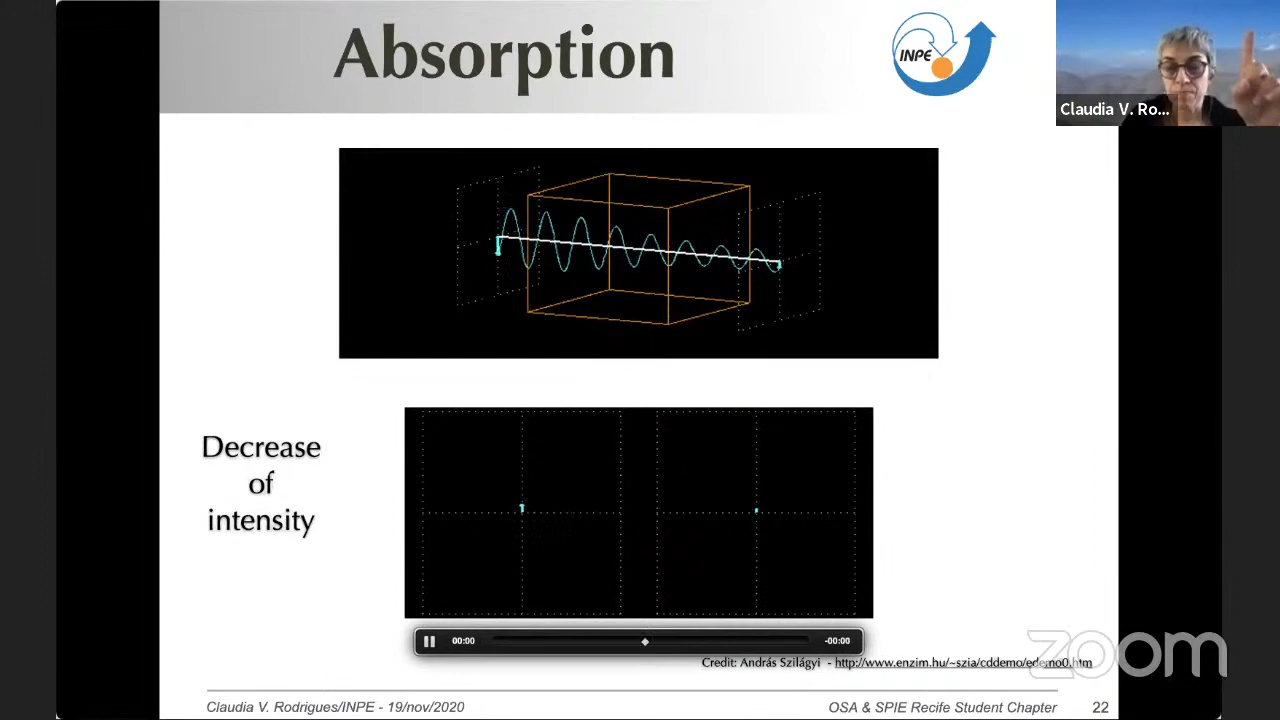 Absorption
INPE
Claudia V. Ro...
Decrease
of
intensity
00:00
-00:00
Credit: András Szilágyi - http://www.enzim.hu/~szia/cddemo/edemo0.htm
zoom
Claudia V. Rodrigues/INPE - 19/nov/2020
OSA & SPIE Recife Student Chapter
22